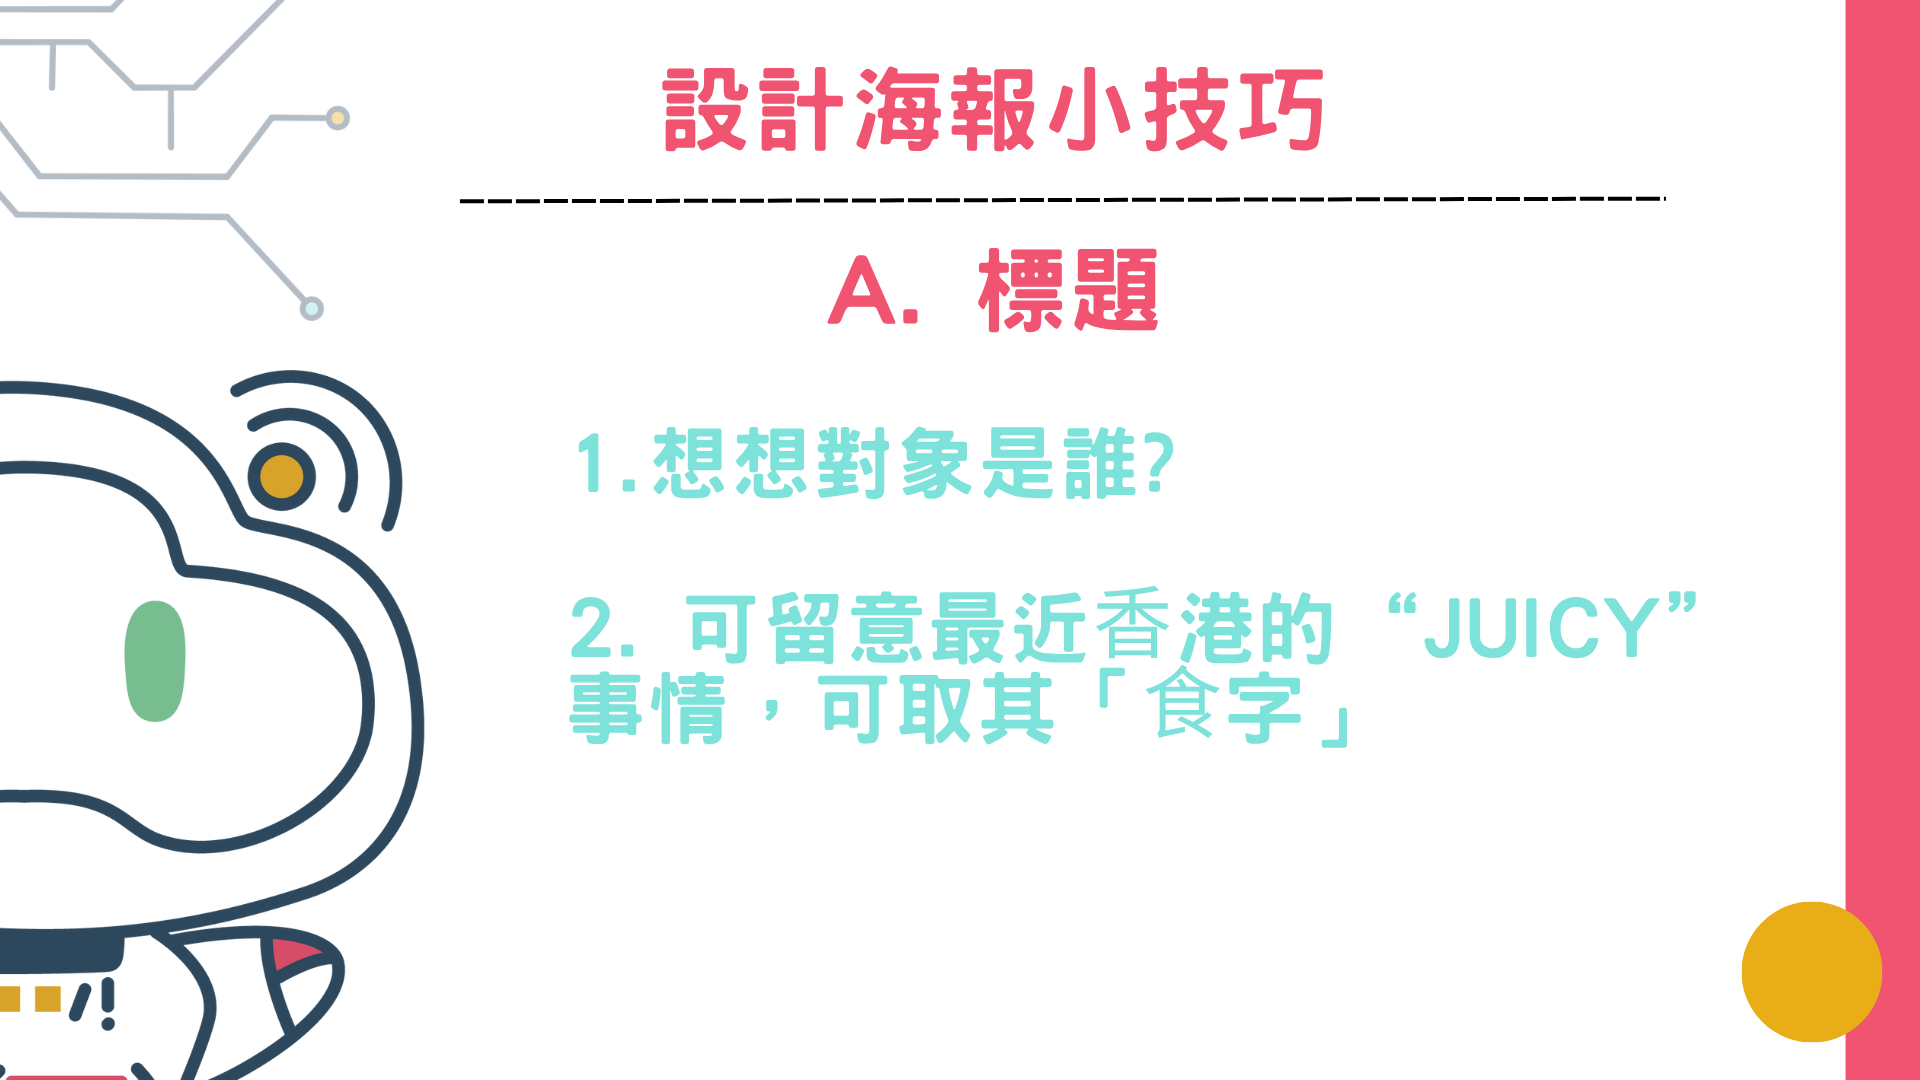 設計海報小技巧
A. 標題
1.想想對象是誰?
2. 可留意最近香港的 “JUICY”
事情，可取其「食字」
/!